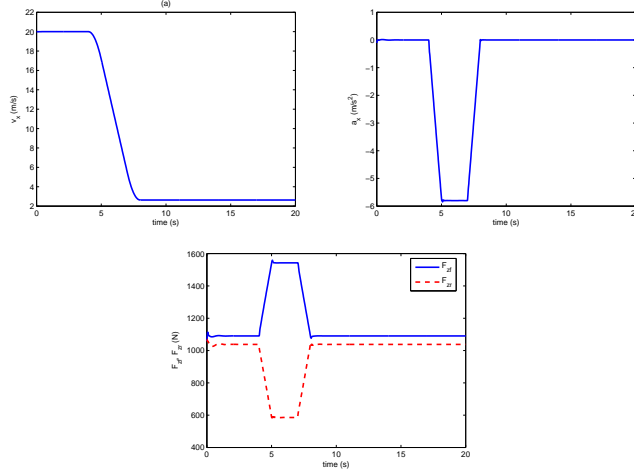 (a)
22
20
18
16
14
12
10
8
6
4
2
v_x (m/s)
0 5 10 15 20
time (s)
1
0
−1
−2
−3
−4
−5
−6
a_x (m/s²)
0 5 10 15 20
time (s)
1600
1400
1200
1000
800
600
400
F_zf, F_zr (N)
F_zf
F_zr
0 5 10 15 20
time (s)